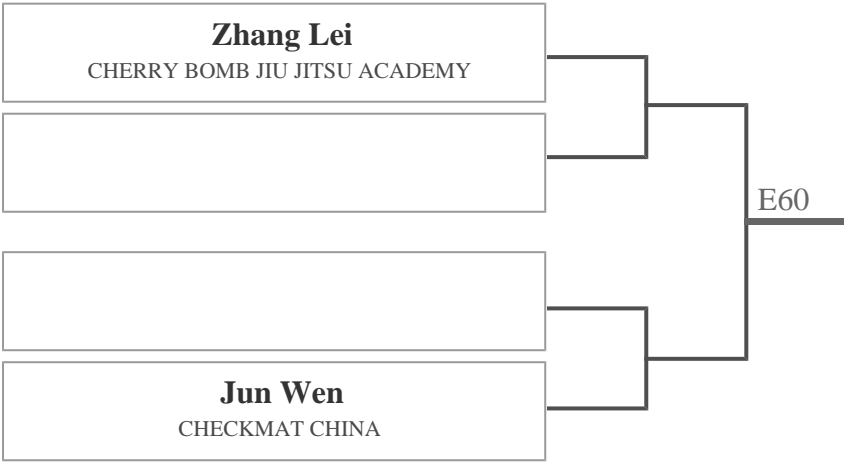 Zhang Lei
CHERRY BOMB JIU JITSU ACADEMY
E60
Jun Wen
CHECKMAT CHINA